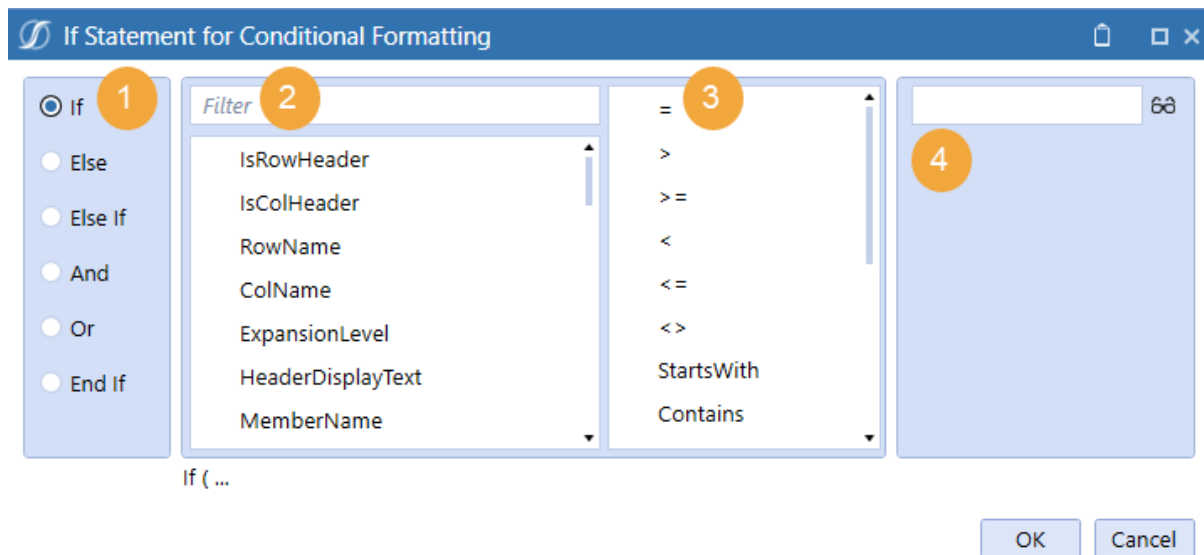 If Statement for Conditional Formatting
If
1
Else
Else If
And
Or
End If
Filter
2
IsRowHeader
IsColHeader
RowName
ColName
ExpansionLevel
HeaderDisplayText
MemberName
=
3
>
>=
<
<=
<>
StartsWith
Contains
4
If ( ...
OK
Cancel